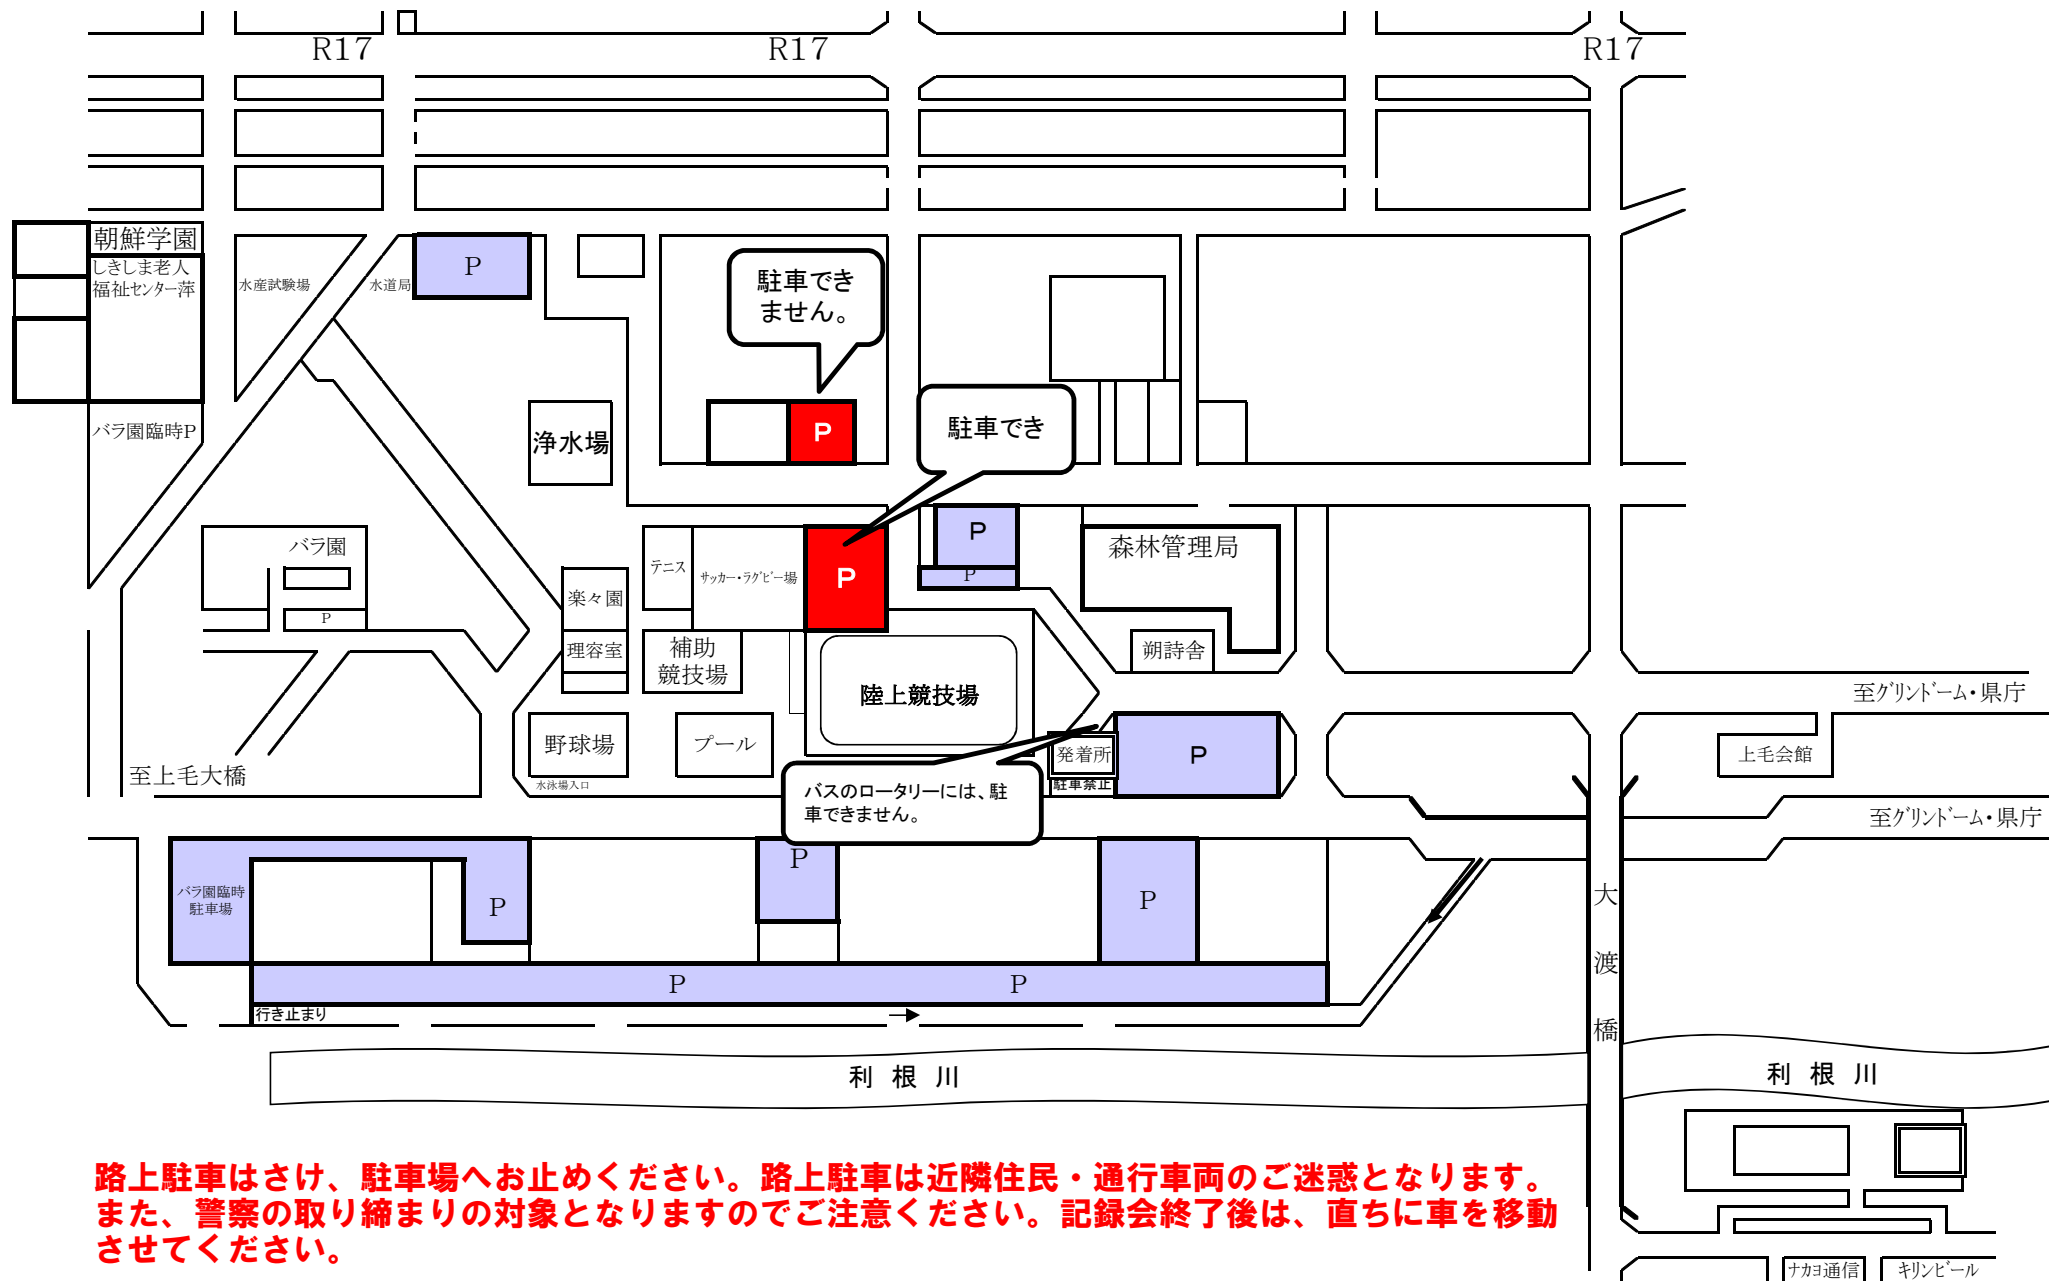 R17
R17
R17
朝鮮学園
しきしま老人
福祉センター萍
水産試験場
水道局
P
駐車でき
ません。
バラ園臨時P
浄水場
P
駐車でき
P
P
バラ園
P
テニス
サッカー・ラグビー場
P
森林管理局
楽々園
理容室
補助
競技場
朔詩舎
陸上競技場
至グリンドーム・県庁
野球場
プール
発着所
駐車禁止
P
上毛会館
至上毛大橋
水泳場入口
バスのロータリーには、駐
車できません。
至グリンドーム・県庁
バラ園臨時
駐車場
P
P
P
大
渡
橋
P
P
行き止まり
利 根 川
利 根 川
路上駐車はさけ、駐車場へお止めください。路上駐車は近隣住民・通行車両のご迷惑となります。
また、警察の取り締まりの対象となりますのでご注意ください。記録会終了後は、直ちに車を移動
させてください。
ナカヨ通信
キリンビール